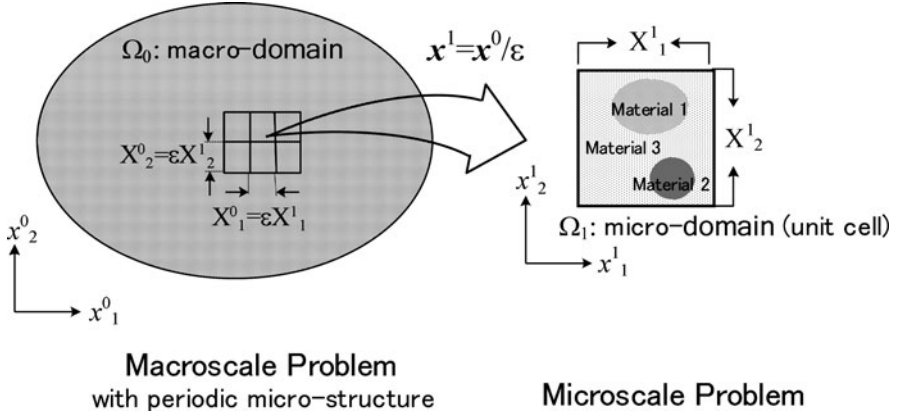 Ω₀: macro-domain
x¹=x⁰/ε
X¹₁
Material 1
Material 3
Material 2
X¹₂
X⁰₂=εX¹₂
X⁰₁=εX¹₁
x⁰₂
x⁰₁
x¹₂
x¹₁
Ω₁: micro-domain (unit cell)
Macroscale Problem
with periodic micro-structure
Microscale Problem